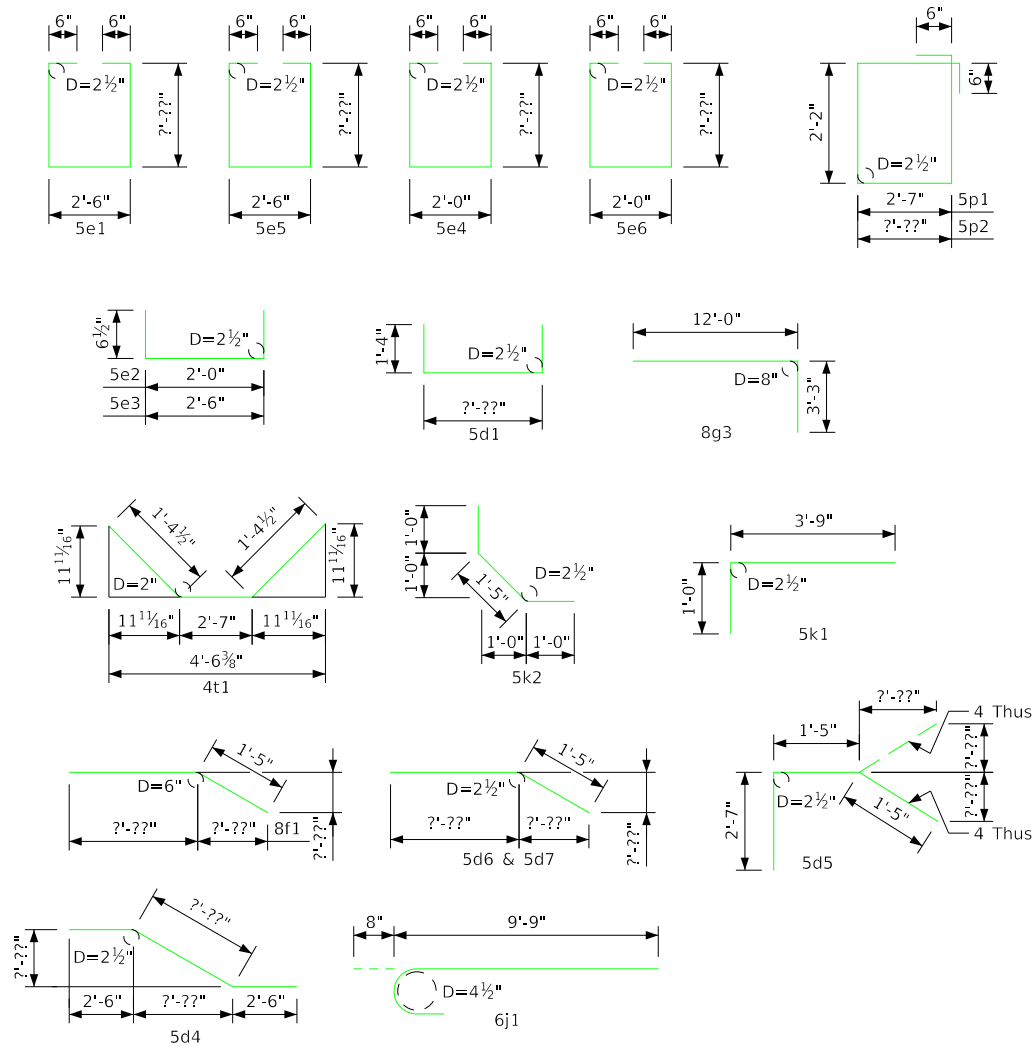 6" 6" 6" 6" 6" 6" 6" 6" 6"
D=2½" D=2½" D=2½" D=2½"
?'-??" ?'-??" ?'-??" ?'-??" 2'-2" 6"
D=2½"
2'-6" 2'-6" 2'-0" 2'-0" 2'-7" 5p1
5e1 5e5 5e4 5e6 ?'-??" 5p2
12'-0"
6½" D=2½" 1'-4" D=2½" D=8" 3'-3"
5e2 2'-0"
5e3 2'-6" ?'-??"
5d1 8g3
1'-4½" 1'-4½" 1'-0" 3'-9"
11 11/16" D=2" 11 11/16" 1'-0" 1'-5" D=2½" 1'-0" D=2½"
11 11/16" 2'-7" 11 11/16" 1'-0" 1'-0" 5k1
4'-6⅜" 5k2
4t1
?'-??" 4 Thus
1'-5" 1'-5" 1'-5" ?'-??"
D=6" D=2½" D=2½" ?'-??"
?'-??" ?'-??" 8f1 ?'-??" ?'-??" ?'-??" ?'-??" 2'-7" 1'-5" 4 Thus
5d6 & 5d7 5d5
?'-??" 8" 9'-9"
?'-??" D=2½" D=4½"
2'-6" ?'-??" 2'-6" 6j1
5d4